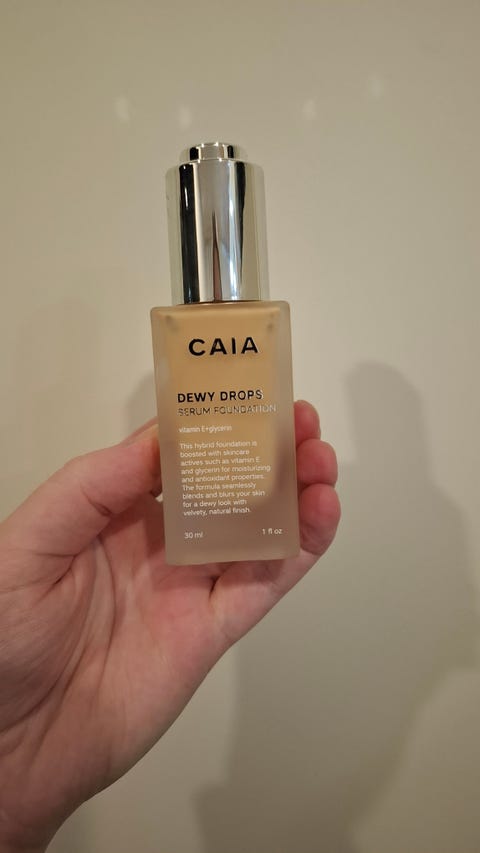 CAIA
DEWY DROPS
SERUM FOUNDATION
vitamin E+glycerin
This hybrid foundation is
boosted with skincare
actives such as vitamin E
and glycerin for moisturizing
and antioxidant properties.
The formula seamlessly
blends and blurs your skin
for a dewy look with
velvety, natural finish.
30 ml 1 fl oz